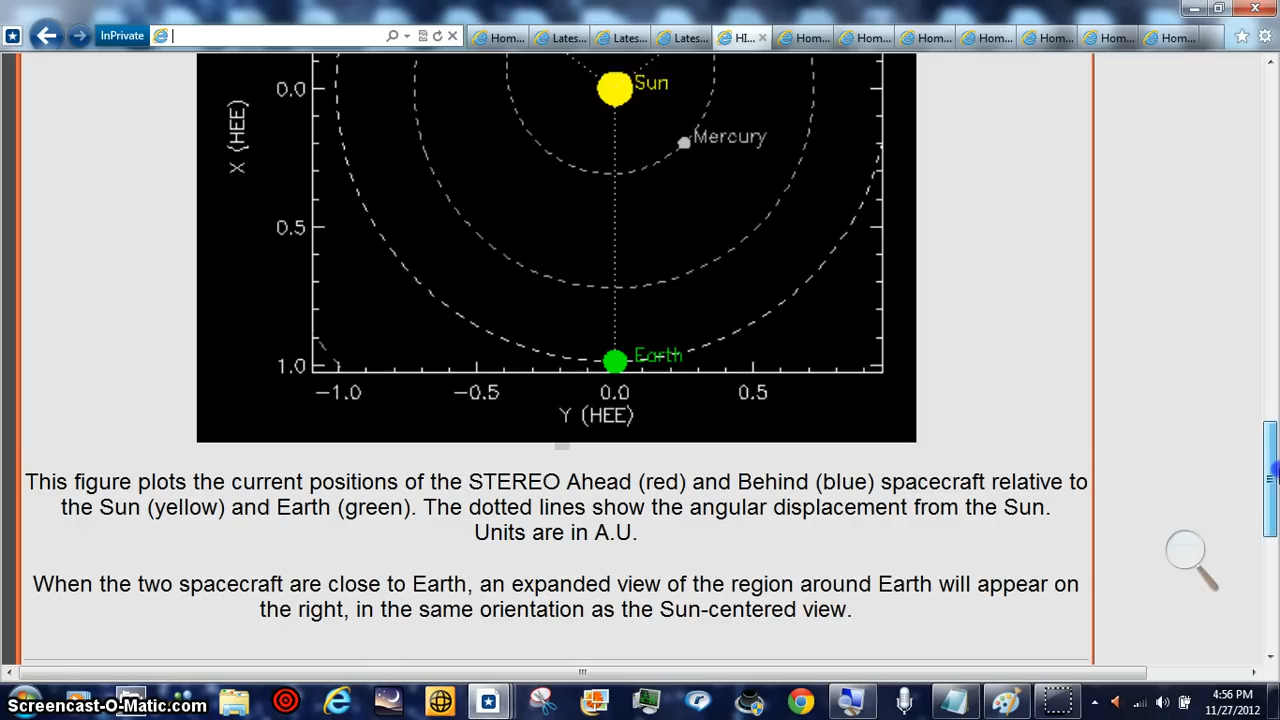 InPrivate
Hom...
Lates...
Lates...
Lates...
HI...
Hom...
Hom...
Hom...
Hom...
Hom...
Hom...
Hom...
0.0
Sun
Mercury
X (HEE)
0.5
Earth
1.0
−1.0
−0.5
0.0
0.5
Y (HEE)
This figure plots the current positions of the STEREO Ahead (red) and Behind (blue) spacecraft relative to
the Sun (yellow) and Earth (green). The dotted lines show the angular displacement from the Sun.
Units are in A.U.
When the two spacecraft are close to Earth, an expanded view of the region around Earth will appear on
the right, in the same orientation as the Sun-centered view.
Screencast-O-Matic.com
4:56 PM
11/27/2012